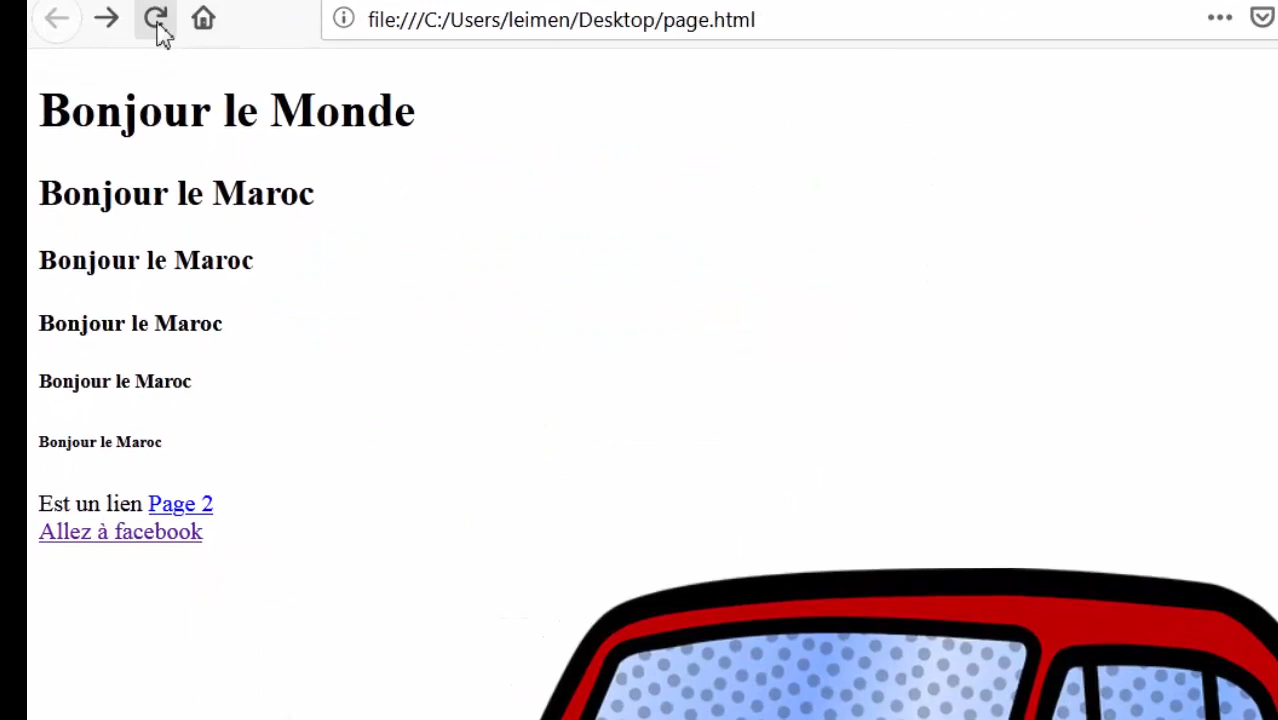 file:///C:/Users/leimen/Desktop/page.html
Bonjour le Monde
Bonjour le Maroc
Bonjour le Maroc
Bonjour le Maroc
Bonjour le Maroc
Bonjour le Maroc
Est un lien Page 2
Allez à facebook